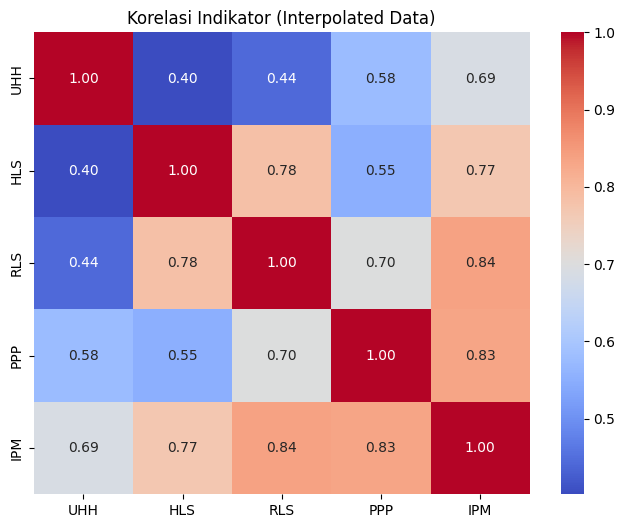 Korelasi Indikator (Interpolated Data)
UHH 1.00 0.40 0.44 0.58 0.69
HLS 0.40 1.00 0.78 0.55 0.77
RLS 0.44 0.78 1.00 0.70 0.84
PPP 0.58 0.55 0.70 1.00 0.83
IPM 0.69 0.77 0.84 0.83 1.00
UHH HLS RLS PPP IPM
1.0
0.9
0.8
0.7
0.6
0.5